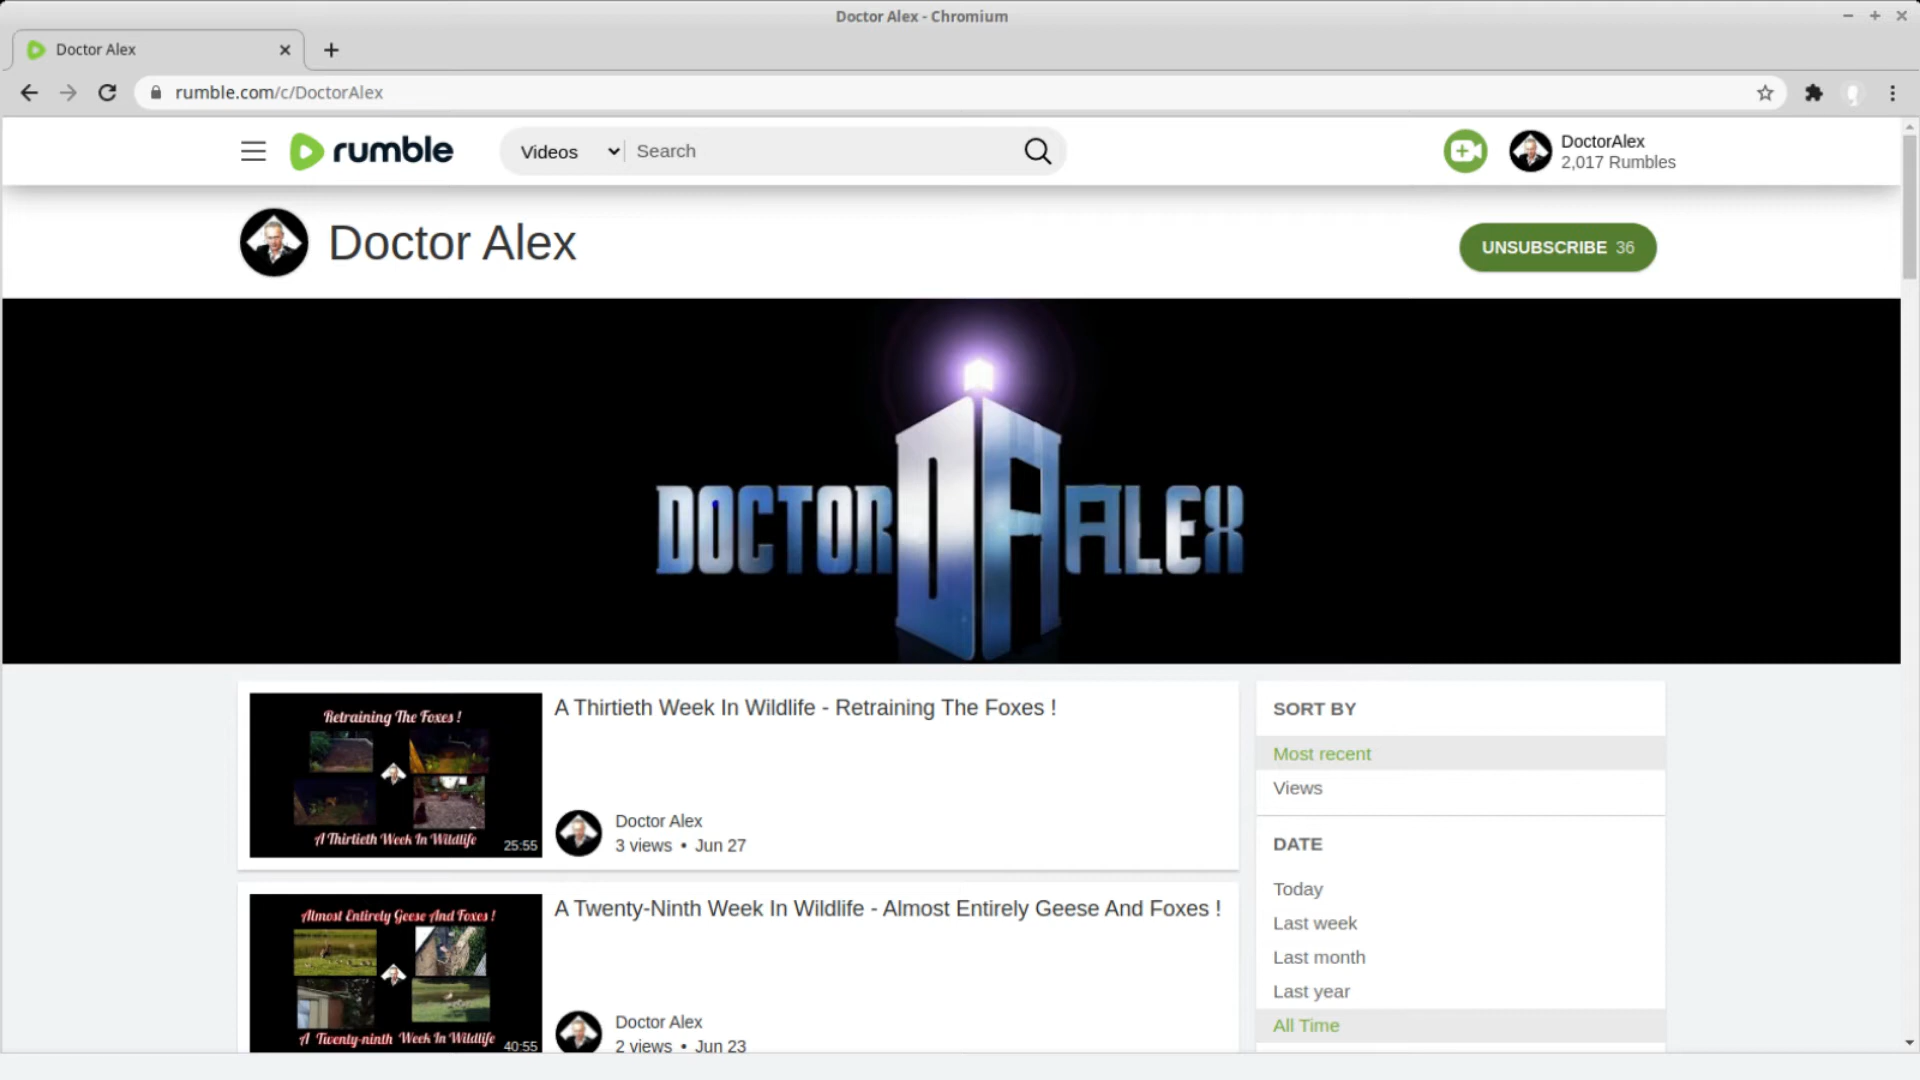 Doctor Alex - Chromium
Doctor Alex
rumble.com/c/DoctorAlex
rumble
Videos
Search
DoctorAlex
2,017 Rumbles
Doctor Alex
UNSUBSCRIBE 36
DOCTOR DA ALEX
Retraining The Foxes !
A Thirtieth Week In Wildlife
25:55
A Thirtieth Week In Wildlife - Retraining The Foxes !
Doctor Alex
3 views • Jun 27
Almost Entirely Geese And Foxes !
A Twenty-ninth Week In Wildlife
40:55
A Twenty-Ninth Week In Wildlife - Almost Entirely Geese And Foxes !
Doctor Alex
2 views • Jun 23
SORT BY
Most recent
Views
DATE
Today
Last week
Last month
Last year
All Time